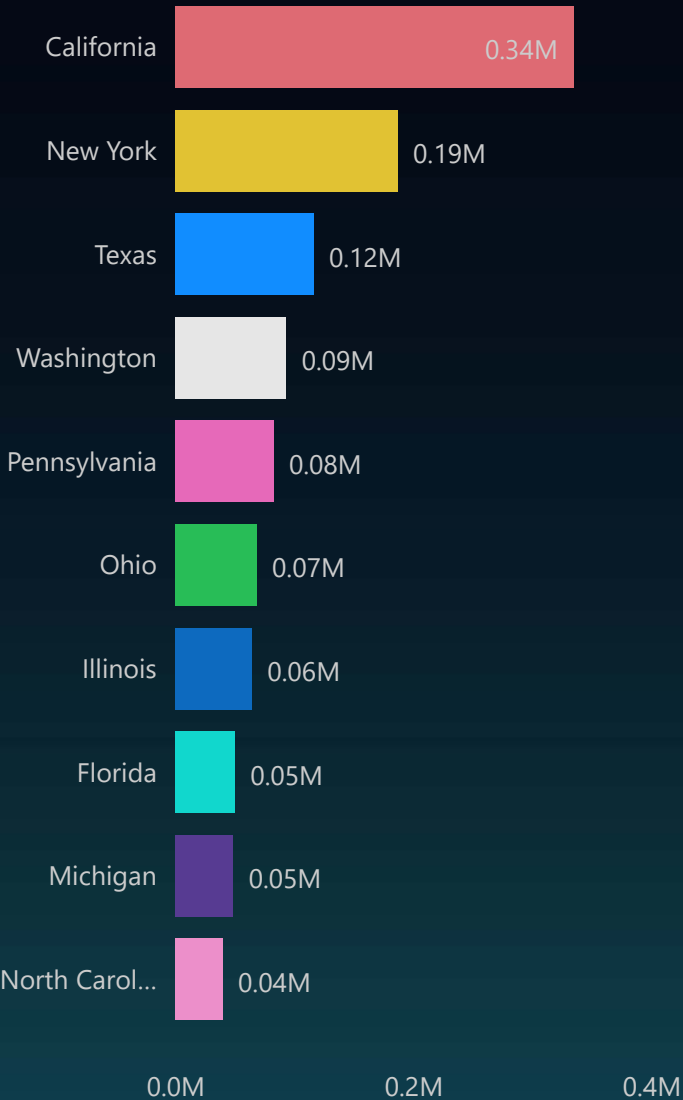 California 0.34M
New York 0.19M
Texas 0.12M
Washington 0.09M
Pennsylvania 0.08M
Ohio 0.07M
Illinois 0.06M
Florida 0.05M
Michigan 0.05M
North Carol... 0.04M
0.0M 0.2M 0.4M